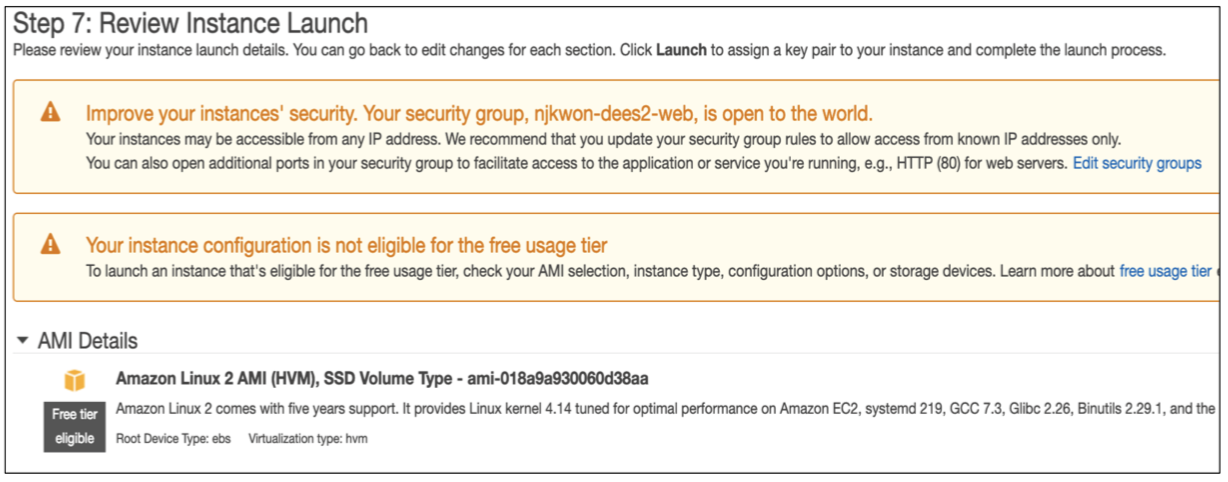 Step 7: Review Instance Launch
Please review your instance launch details. You can go back to edit changes for each section. Click Launch to assign a key pair to your instance and complete the launch process.
Improve your instances' security. Your security group, njkwon-dees2-web, is open to the world.
Your instances may be accessible from any IP address. We recommend that you update your security group rules to allow access from known IP addresses only.
You can also open additional ports in your security group to facilitate access to the application or service you're running, e.g., HTTP (80) for web servers. Edit security groups
Your instance configuration is not eligible for the free usage tier
To launch an instance that's eligible for the free usage tier, check your AMI selection, instance type, configuration options, or storage devices. Learn more about free usage tier
AMI Details
Amazon Linux 2 AMI (HVM), SSD Volume Type - ami-018a9a930060d38aa
Free tier eligible
Amazon Linux 2 comes with five years support. It provides Linux kernel 4.14 tuned for optimal performance on Amazon EC2, systemd 219, GCC 7.3, Glibc 2.26, Binutils 2.29.1, and the
Root Device Type: ebs Virtualization type: hvm